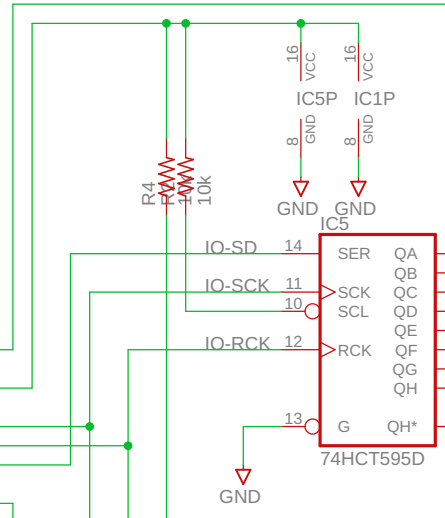 16
VCC
16
VCC
IC5P
IC1P
8
GND
8
GND
R4
10k
GND
GND
IC5
IO-SD
14
SER
QA
QB
IO-SCK
11
SCK
QC
10
SCL
QD
QE
IO-RCK
12
RCK
QF
QG
QH
13
G
QH*
74HCT595D
GND